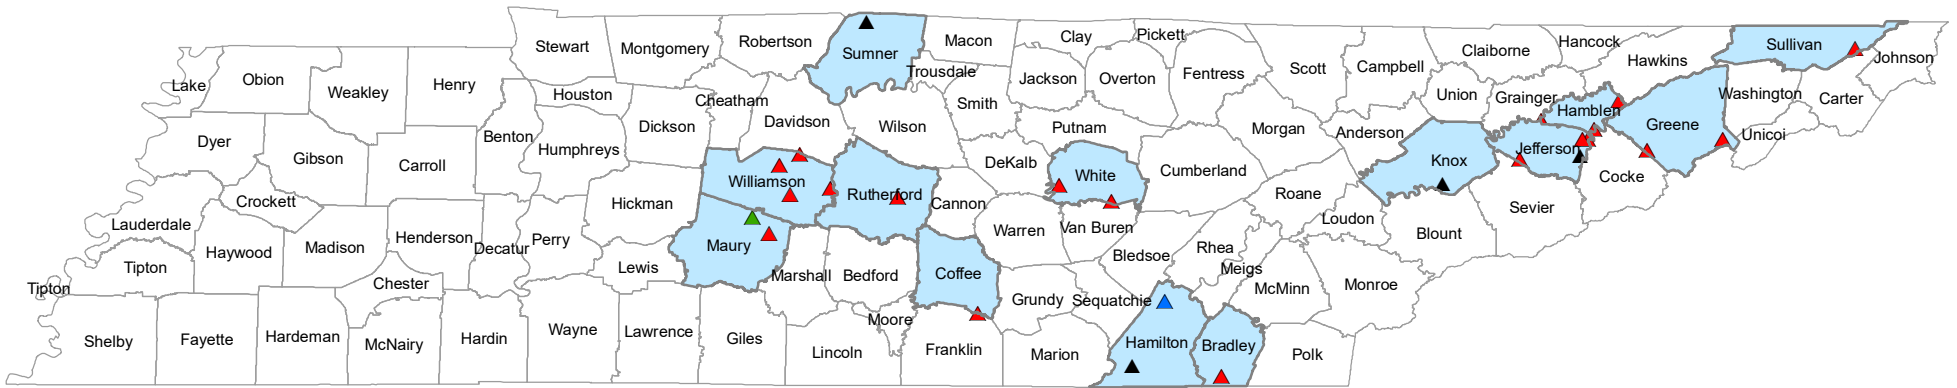 Lake
Obion
Weakley
Henry
Stewart
Montgomery
Robertson
Sumner
Macon
Trousdale
Clay
Pickett
Jackson
Overton
Fentress
Scott
Campbell
Claiborne
Hancock
Hawkins
Sullivan
Johnson
Dyer
Gibson
Carroll
Benton
Houston
Humphreys
Dickson
Cheatham
Davidson
Wilson
Smith
Putnam
DeKalb
Morgan
Anderson
Union
Grainger
Hamblen
Greene
Washington
Carter
Unicoi
Lauderdale
Crockett
Haywood
Madison
Henderson
Decatur
Perry
Hickman
Williamson
Rutherford
Cannon
White
Cumberland
Roane
Knox
Jefferson
Cocke
Sevier
Tipton
Tipton
Chester
Lewis
Maury
Marshall
Bedford
Coffee
Warren
Van Buren
Bledsoe
Rhea
Meigs
Loudon
Blount
Monroe
McMinn
Shelby
Fayette
Hardeman
McNairy
Hardin
Wayne
Lawrence
Giles
Lincoln
Moore
Franklin
Grundy
Sequatchie
Marion
Hamilton
Bradley
Polk